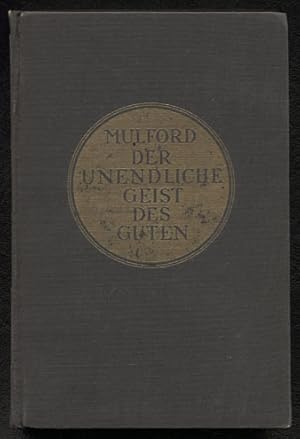 MULFORD
DER
UNENDLICHE
GEIST
DES
GUTEN